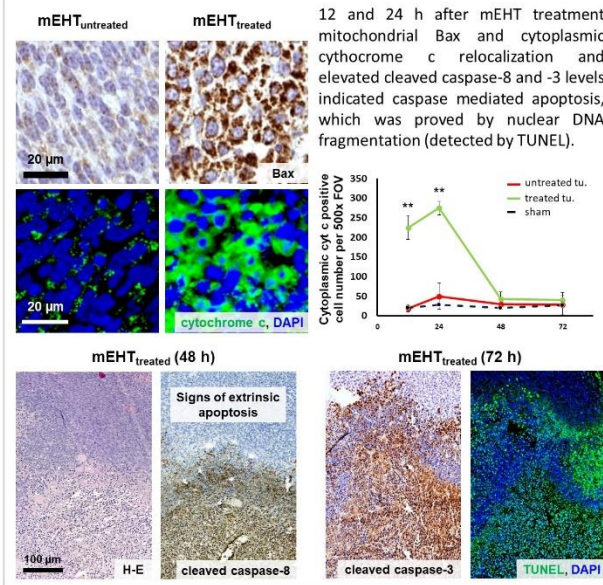 mEHTuntreated
mEHTtreated
12 and 24 h after mEHT treatment
mitochondrial Bax and cytoplasmic
cythocrome c relocalization and
elevated cleaved caspase-8 and -3 levels
indicated caspase mediated apoptosis,
which was proved by nuclear DNA
fragmentation (detected by TUNEL).
20 µm
Bax
20 µm
cytochrome c, DAPI
Cytoplasmic cyt c positive
cell number per 500x FOV
350
300
250
200
150
100
50
0
0
24
48
72
**
**
untreated tu.
treated tu.
sham
mEHTtreated (48 h)
mEHTtreated (72 h)
Signs of extrinsic
apoptosis
100 µm
H-E
cleaved caspase-8
cleaved caspase-3
TUNEL, DAPI